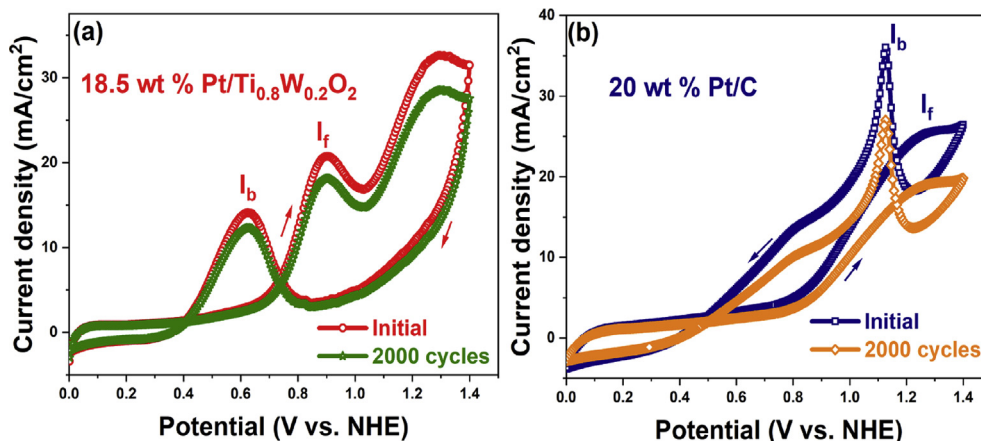 (a)
18.5 wt % Pt/Ti0.8W0.2O2
Ib
If
Initial
2000 cycles
Current density (mA/cm2)
30
20
10
0
0.0 0.2 0.4 0.6 0.8 1.0 1.2 1.4
Potential (V vs. NHE)
(b)
20 wt % Pt/C
Ib
If
Initial
2000 cycles
Current density (mA/cm2)
40
30
20
10
0
0.0 0.2 0.4 0.6 0.8 1.0 1.2 1.4
Potential (V vs. NHE)